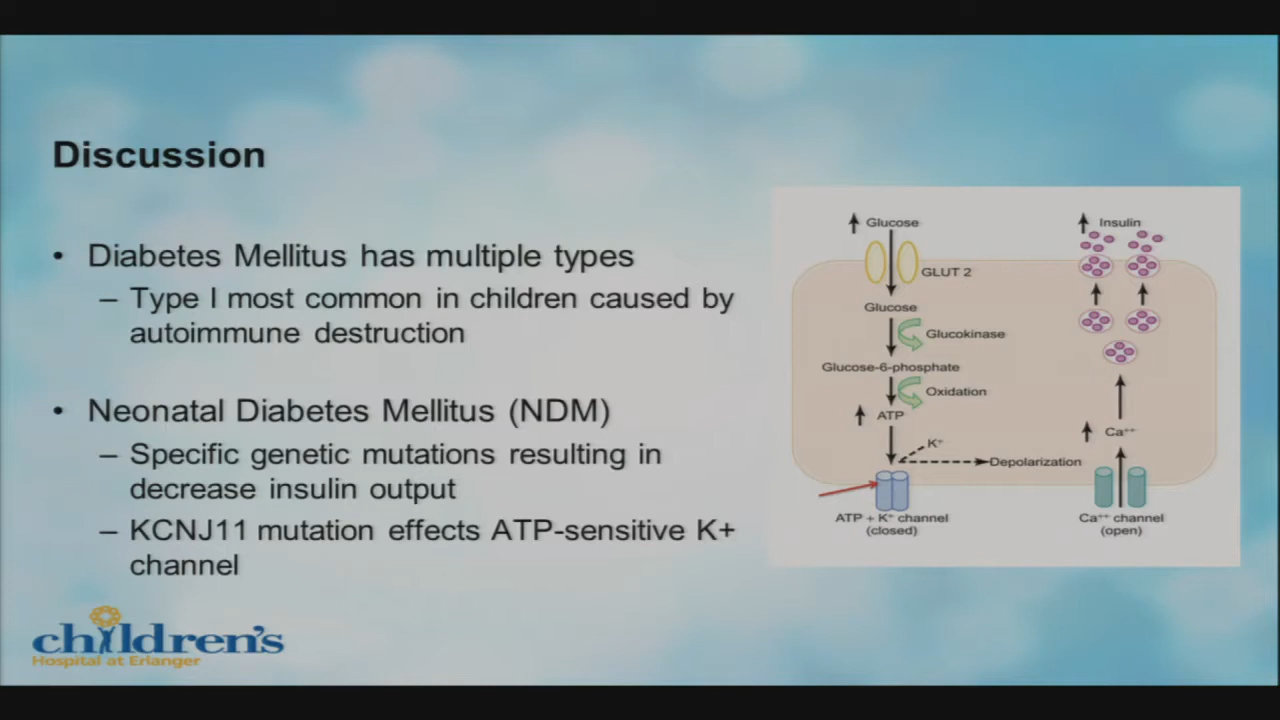 Discussion
• Diabetes Mellitus has multiple types
– Type I most common in children caused by
autoimmune destruction
• Neonatal Diabetes Mellitus (NDM)
– Specific genetic mutations resulting in
decrease insulin output
– KCNJ11 mutation effects ATP-sensitive K+
channel
children's
Hospital at Erlanger
Glucose
GLUT 2
Glucose
Glucokinase
Glucose-6-phosphate
Oxidation
ATP
K⁺
Depolarization
ATP + K⁺ channel
(closed)
Insulin
Ca⁺⁺
Ca⁺⁺ channel
(open)